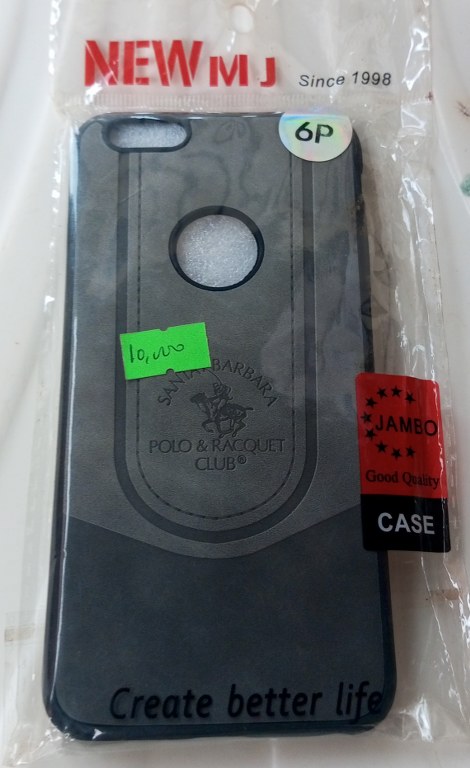 NEW MJ Since 1998
6P
10,000
SANTA BARBARA
POLO & RACQUET
CLUB®
JAMBO
Good Quality
CASE
Create better life